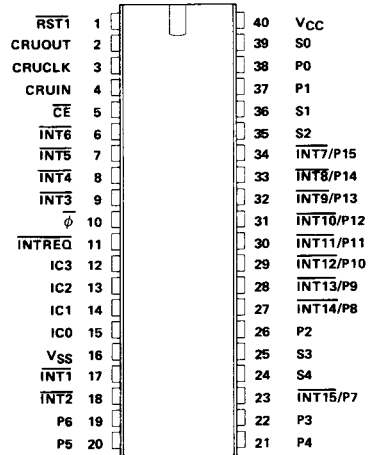 RST1 1 40 VCC
CRUOUT 2 39 S0
CRUCLK 3 38 P0
CRUIN 4 37 P1
CE 5 36 S1
INT6 6 35 S2
INT5 7 34 INT7/P15
INT4 8 33 INT8/P14
INT3 9 32 INT9/P13
φ 10 31 INT10/P12
INTREQ 11 30 INT11/P11
IC3 12 29 INT12/P10
IC2 13 28 INT13/P9
IC1 14 27 INT14/P8
IC0 15 26 P2
VSS 16 25 S3
INT1 17 24 S4
INT2 18 23 INT15/P7
P6 19 22 P3
P5 20 21 P4